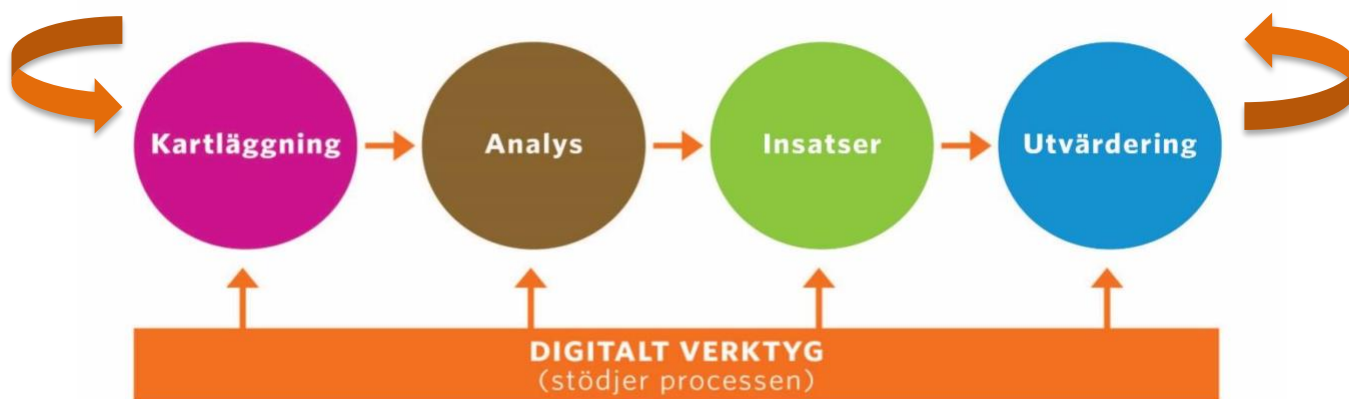 Kartläggning
Analys
Insatser
Utvärdering
DIGITALT VERKTYG
(stödjer processen)